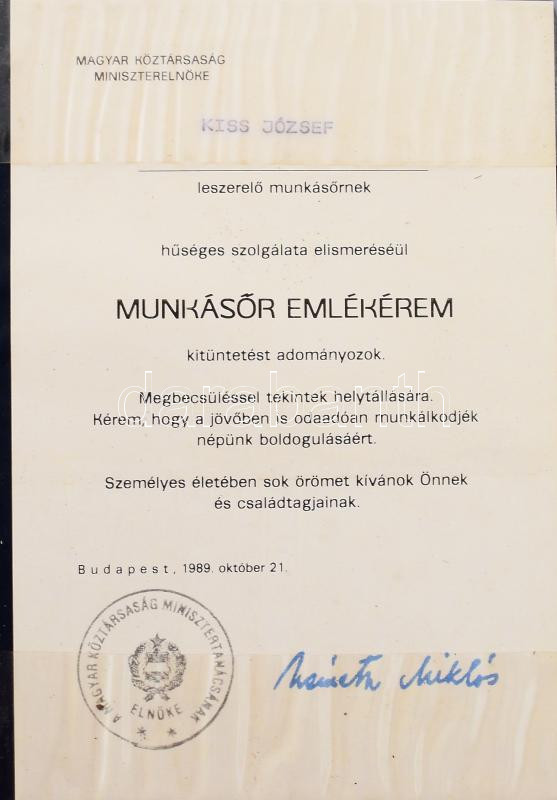 MAGYAR KÖZTÁRSASÁG
MINISZTERELNÖKE
KISS JÓZSEF
leszerelő munkásőrnek
hűséges szolgálata elismeréséül
MUNKÁSŐR EMLÉKÉREM
kitüntetést adományozok.
darabanth
Megbecsüléssel tekintek helytállására.
Kérem, hogy a jövőben is odaadóan munkálkodjék
népünk boldogulásáért.
Személyes életében sok örömet kívánok Önnek
és családtagjainak.
Budapest, 1989. október 21.
A MAGYAR KÖZTÁRSASÁG MINISZTERTANÁCSÁNAK
ELNÖKE
Németh Miklós